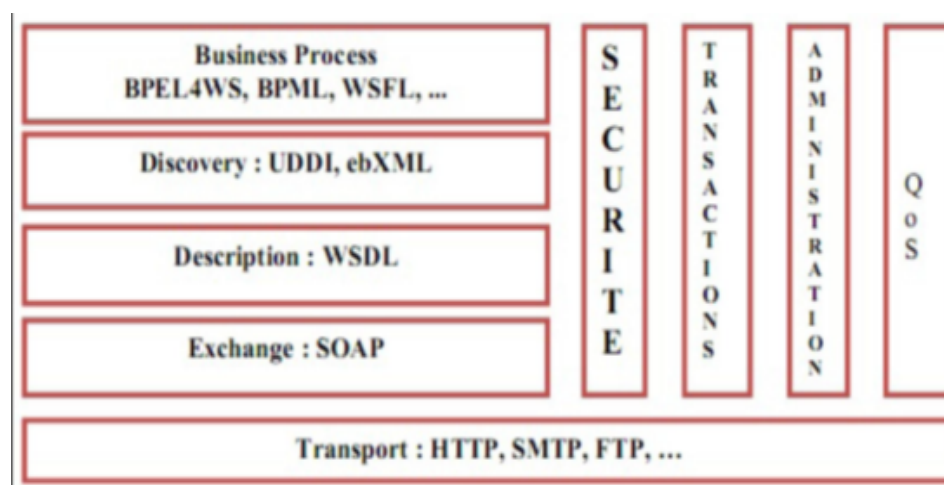 Business Process
BPEL4WS, BPML, WSFL, ...
Discovery : UDDI, ebXML
Description : WSDL
Exchange : SOAP
SECURITE
TRANSACTIONS
ADMINISTRATION
QoS
Transport : HTTP, SMTP, FTP, ...